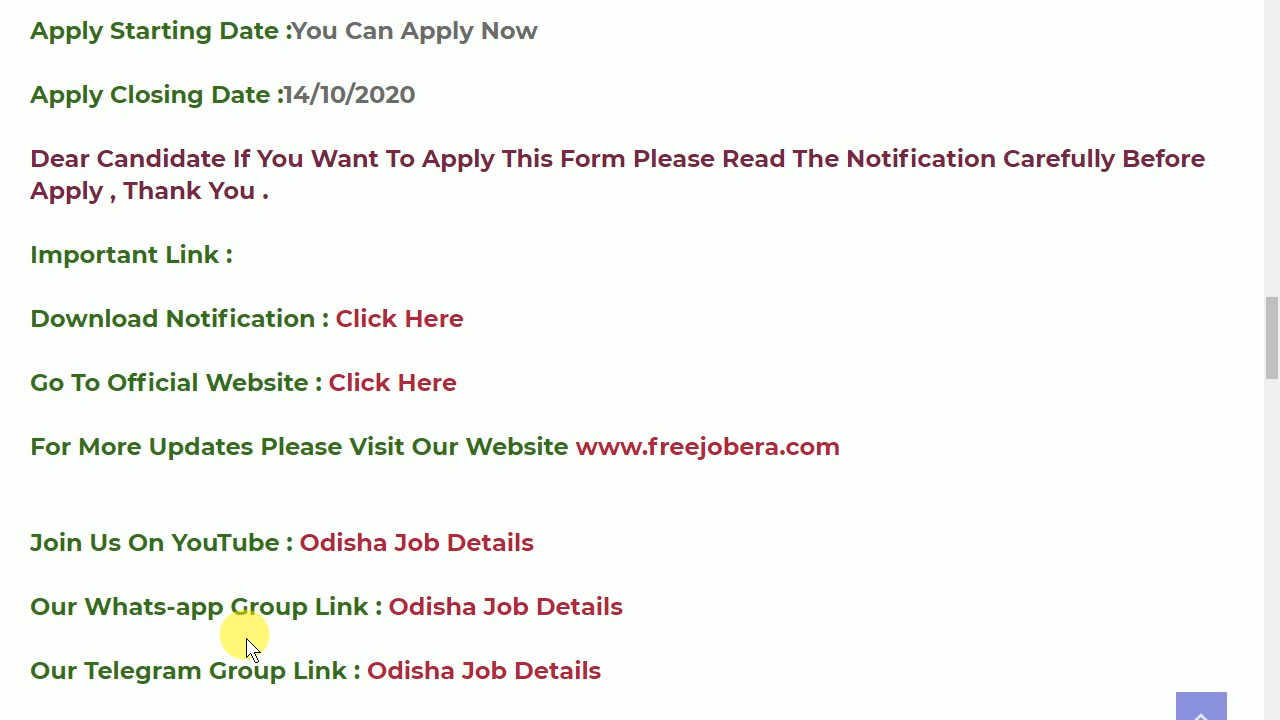 Apply Starting Date :You Can Apply Now
Apply Closing Date :14/10/2020
Dear Candidate If You Want To Apply This Form Please Read The Notification Carefully Before
Apply , Thank You .
Important Link :
Download Notification : Click Here
Go To Official Website : Click Here
For More Updates Please Visit Our Website www.freejobera.com
Join Us On YouTube : Odisha Job Details
Our Whats-app Group Link : Odisha Job Details
Our Telegram Group Link : Odisha Job Details